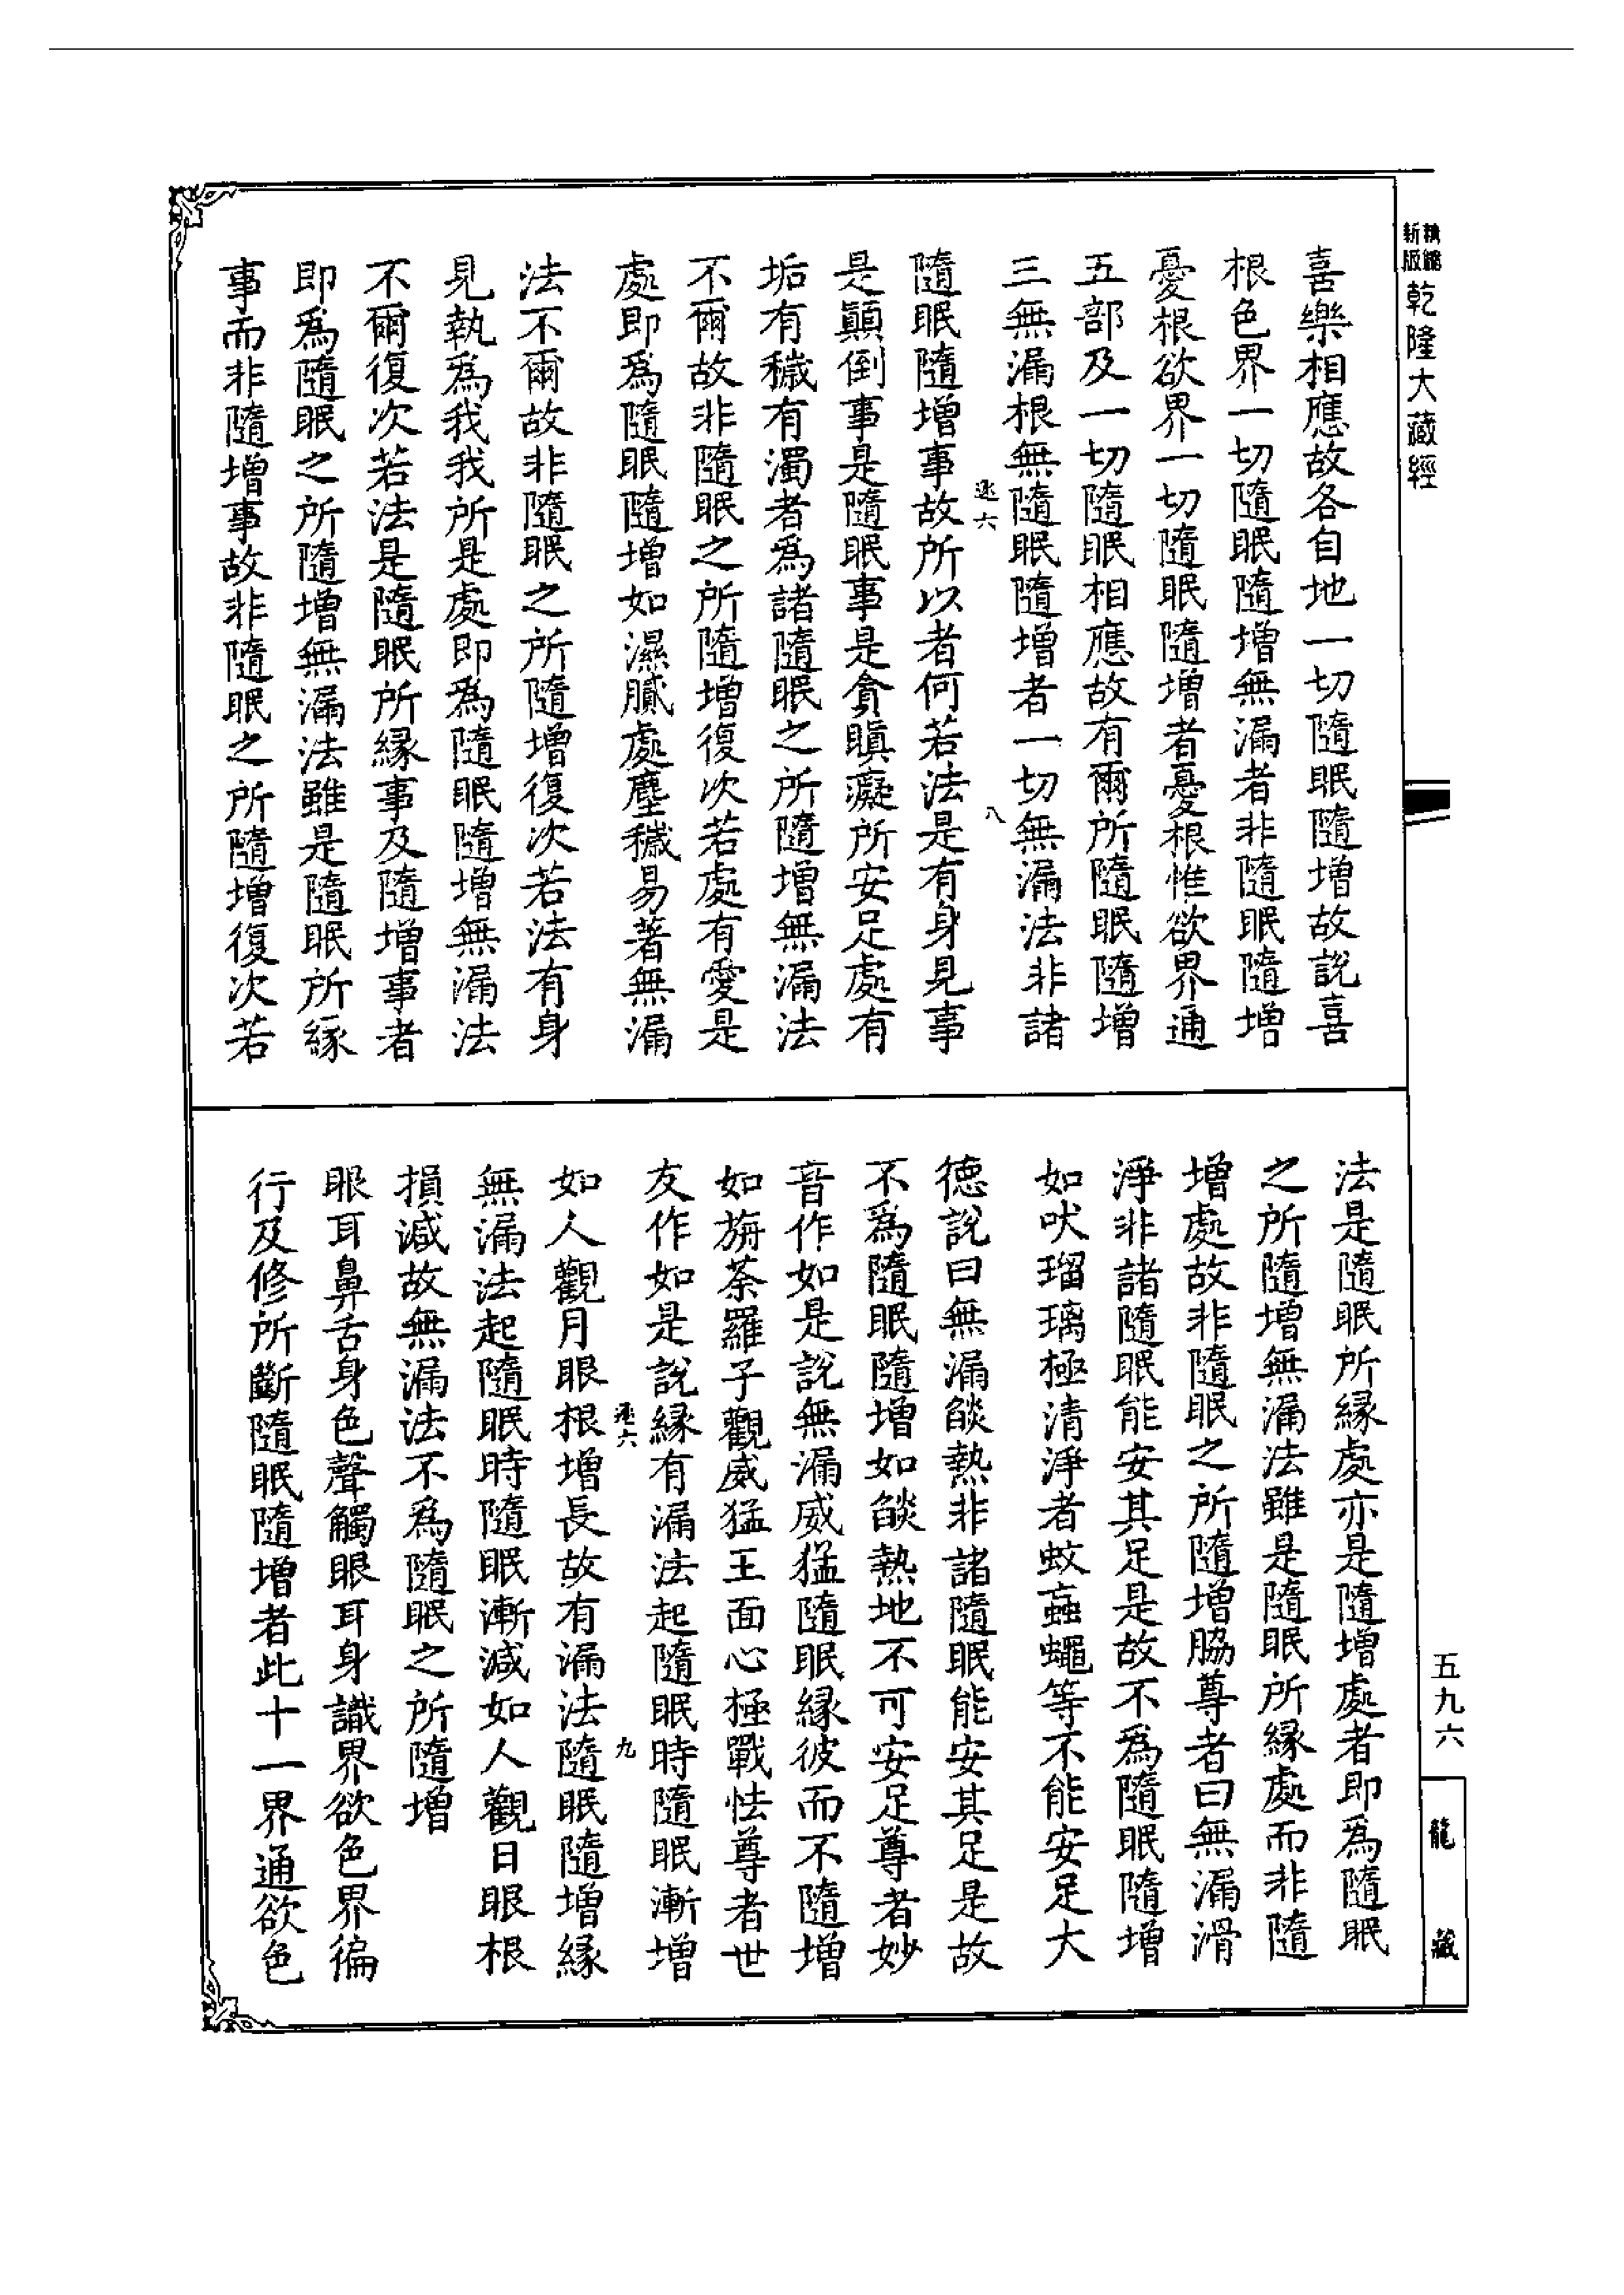 新版
精縮
乾隆大藏經
喜樂相應故各自地一切隨眠隨增故說喜
根色界一切隨眠隨增無漏者非隨眠隨增
憂根欲界一切隨眠隨增者憂根惟欲界通
五部及一切隨眠相應故有爾所隨眠隨增
三無漏根無隨眠隨增者一切無漏法非諸
八
隨眠隨增事故所以者何若法是有身見事
是顛倒事是隨眠事是貪瞋癡所安足處有
垢有穢有濁者為諸隨眠之所隨增無漏法
不爾故非隨眠之所隨增復次若處有愛是
處即為隨眠隨增如濕膩處塵穢易著無漏
法不爾故非隨眠之所隨增復次若法有身
見執為我我所是處即為隨眠隨增無漏法
不爾復次若法是隨眠所緣事及隨增事者
即為隨眠之所隨增無漏法雖是隨眠所緣
事而非隨增事故非隨眠之所隨增復次若
法是隨眠所緣處亦是隨增處者即為隨眠
之所隨增無漏法雖是隨眠所緣處而非隨
增處故非隨眠之所隨增脇尊者曰無漏滑
淨非諸隨眠能安其足是故不為隨眠隨增
如吠瑠璃極清淨者蚊蝱蠅等不能安足大
德說曰無漏燄熱非諸隨眠能安其足是故
不為隨眠隨增如燄熱地不可安足尊者妙
音作如是說無漏威猛隨眠緣彼而不隨增
如旃荼羅子觀威猛王面心極戰怯尊者世
友作如是說緣有漏法起隨眠時隨眠漸增
九
如人觀月眼根增長故有漏法隨眠隨增緣
無漏法起隨眠時隨眠漸減如人觀日眼根
損減故無漏法不為隨眠之所隨增
眼耳鼻舌身色聲觸眼耳身識界欲色界徧
行及修所斷隨眠隨增者此十一界通欲色
五九六
龍藏